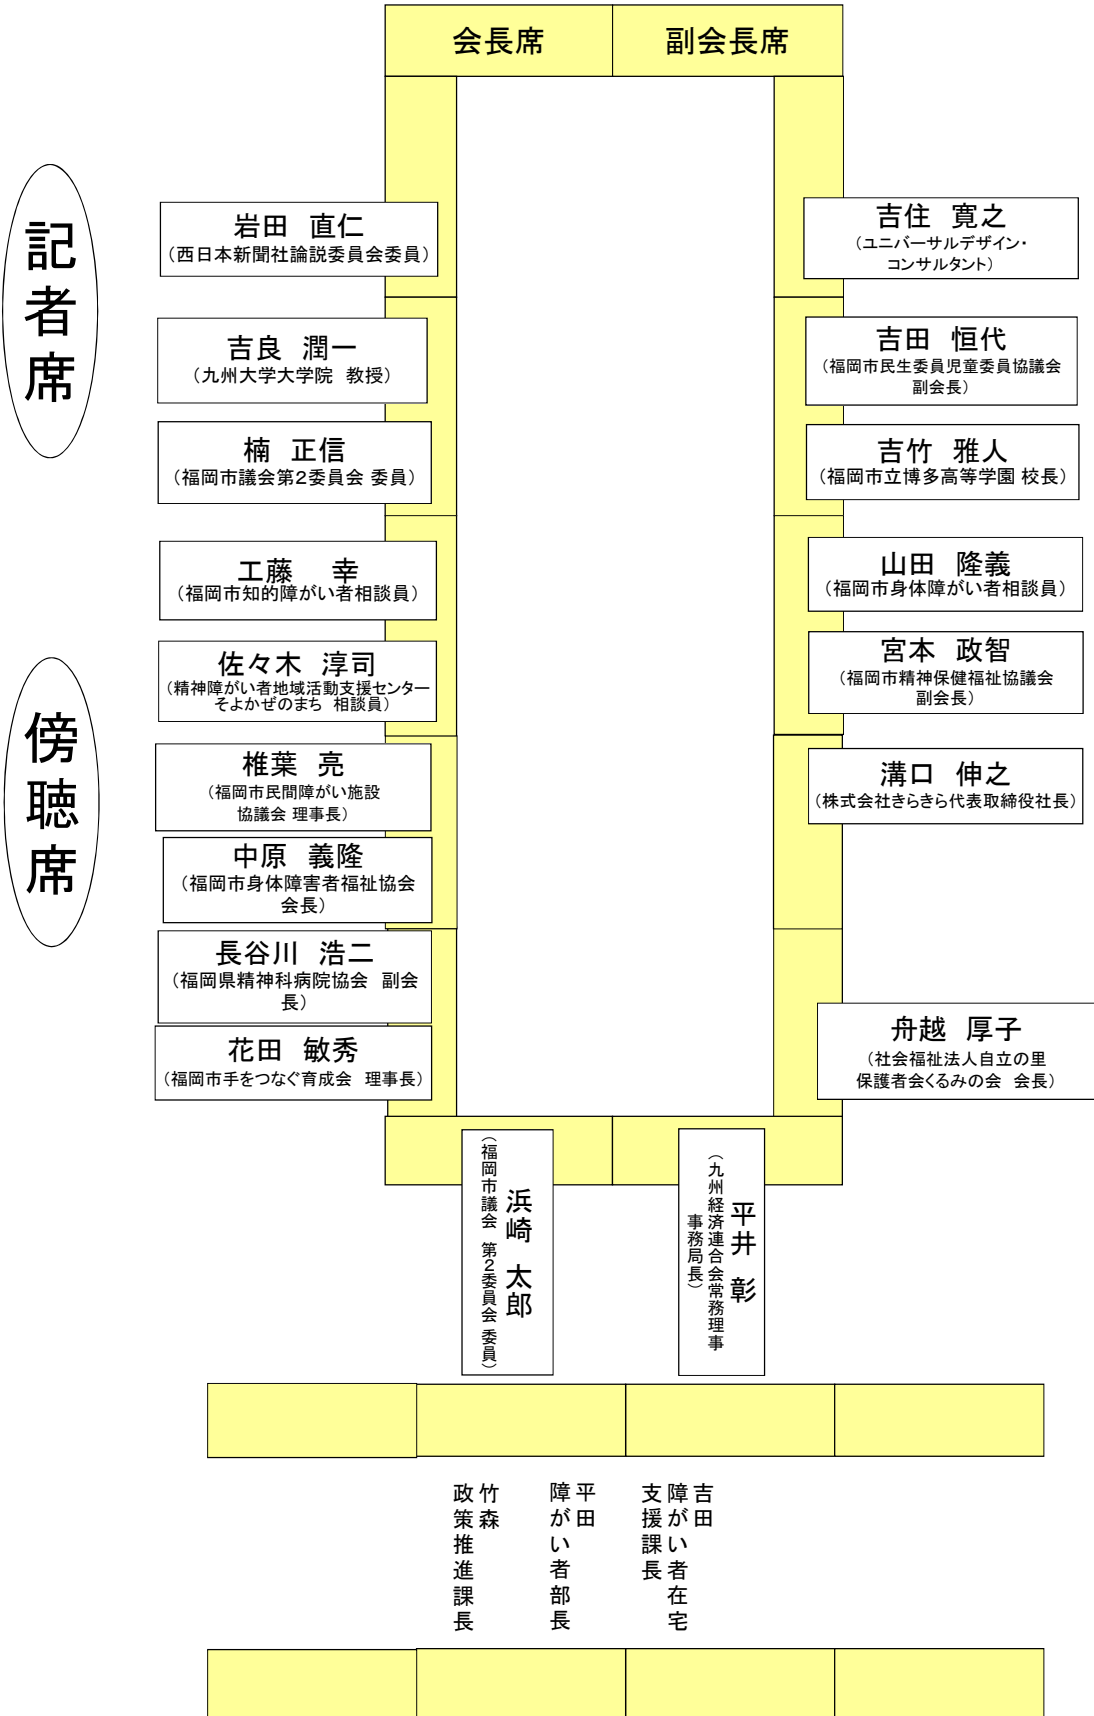 会長席
副会長席
記者席
傍聴席
岩田　直仁
（西日本新聞社論説委員会委員）
吉良　潤一
（九州大学大学院　教授）
楠　正信
（福岡市議会第２委員会 委員）
工藤　幸
（福岡市知的障がい者相談員）
佐々木　淳司
（精神障がい者地域活動支援センター
そよかぜのまち　相談員）
椎葉　亮
（福岡市民間障がい施設
協議会 理事長）
中原　義隆
（福岡市身体障害者福祉協会
会長）
長谷川　浩二
（福岡県精神科病院協会　副会
長）
花田　敏秀
（福岡市手をつなぐ育成会　理事長）
吉住　寛之
（ユニバーサルデザイン・
コンサルタント）
吉田　恒代
（福岡市民生委員児童委員協議会
副会長）
吉竹　雅人
（福岡市立博多高等学園 校長）
山田　隆義
（福岡市身体障がい者相談員）
宮本　政智
（福岡市精神保健福祉協議会
副会長）
溝口　伸之
（株式会社きらきら代表取締役社長）
舟越　厚子
（社会福祉法人自立の里
保護者会くるみの会　会長）
平井　彰
（九州経済連合会常務理事
事務局長）
浜崎　太郎
（福岡市議会　第２委員会 委員）
吉田
障がい者在宅
支援課長
平田
障がい者部長
竹森
政策推進課長